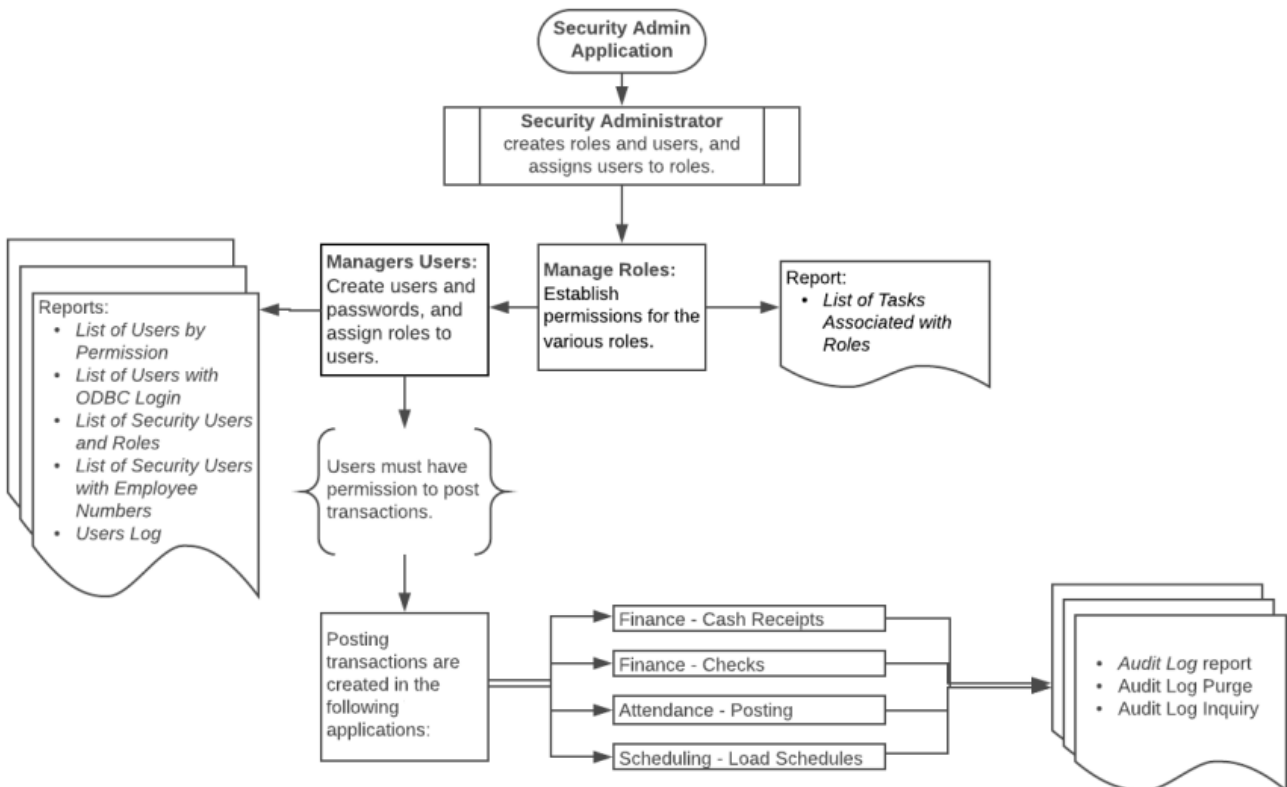 Security Admin
Application
Security Administrator
creates roles and users, and
assigns users to roles.
Reports:
• List of Users by
Permission
• List of Users with
ODBC Login
• List of Security Users
and Roles
• List of Security Users
with Employee
Numbers
• Users Log
Managers Users:
Create users and
passwords, and
assign roles to
users.
Manage Roles:
Establish
permissions for the
various roles.
Report:
• List of Tasks
Associated with
Roles
Users must have
permission to post
transactions.
Posting
transactions are
created in the
following
applications:
Finance - Cash Receipts
Finance - Checks
Attendance - Posting
Scheduling - Load Schedules
• Audit Log report
• Audit Log Purge
• Audit Log Inquiry